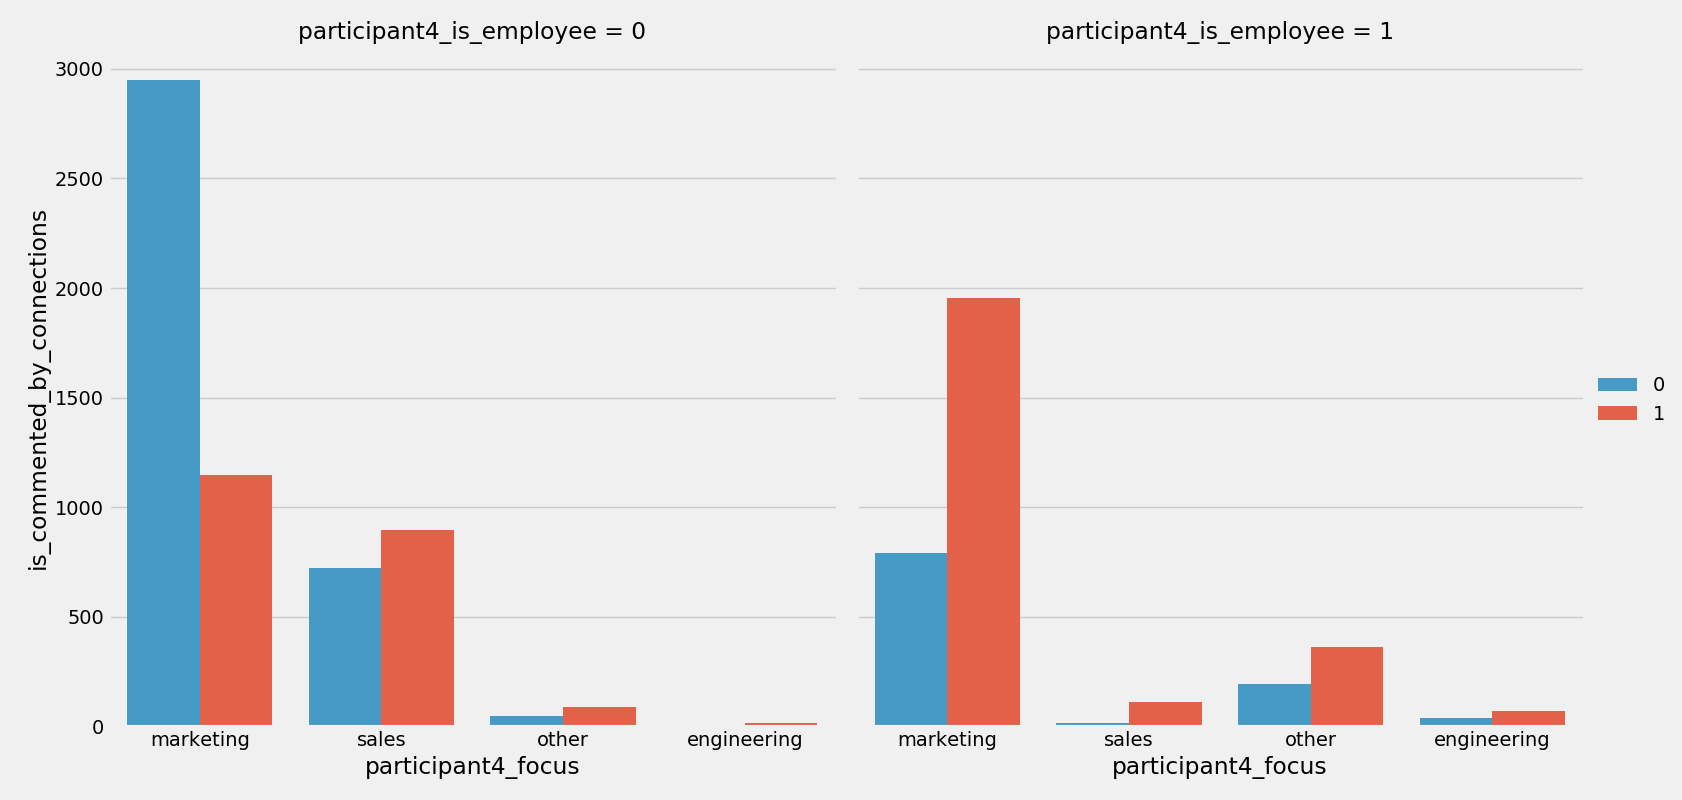 participant4_is_employee = 0
participant4_is_employee = 1
is_commented_by_connections
3000
2500
2000
1500
1000
500
0
marketing sales other engineering
marketing sales other engineering
participant4_focus
participant4_focus
0
1